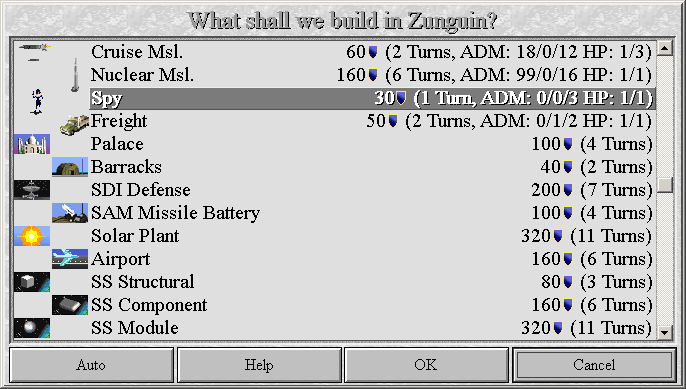 What shall we build in Zunguin?
Cruise Msl. 60 (2 Turns, ADM: 18/0/12 HP: 1/3)
Nuclear Msl. 160 (6 Turns, ADM: 99/0/16 HP: 1/1)
Spy 30 (1 Turn, ADM: 0/0/3 HP: 1/1)
Freight 50 (2 Turns, ADM: 0/1/2 HP: 1/1)
Palace 100 (4 Turns)
Barracks 40 (2 Turns)
SDI Defense 200 (7 Turns)
SAM Missile Battery 100 (4 Turns)
Solar Plant 320 (11 Turns)
Airport 160 (6 Turns)
SS Structural 80 (3 Turns)
SS Component 160 (6 Turns)
SS Module 320 (11 Turns)
Auto Help OK Cancel